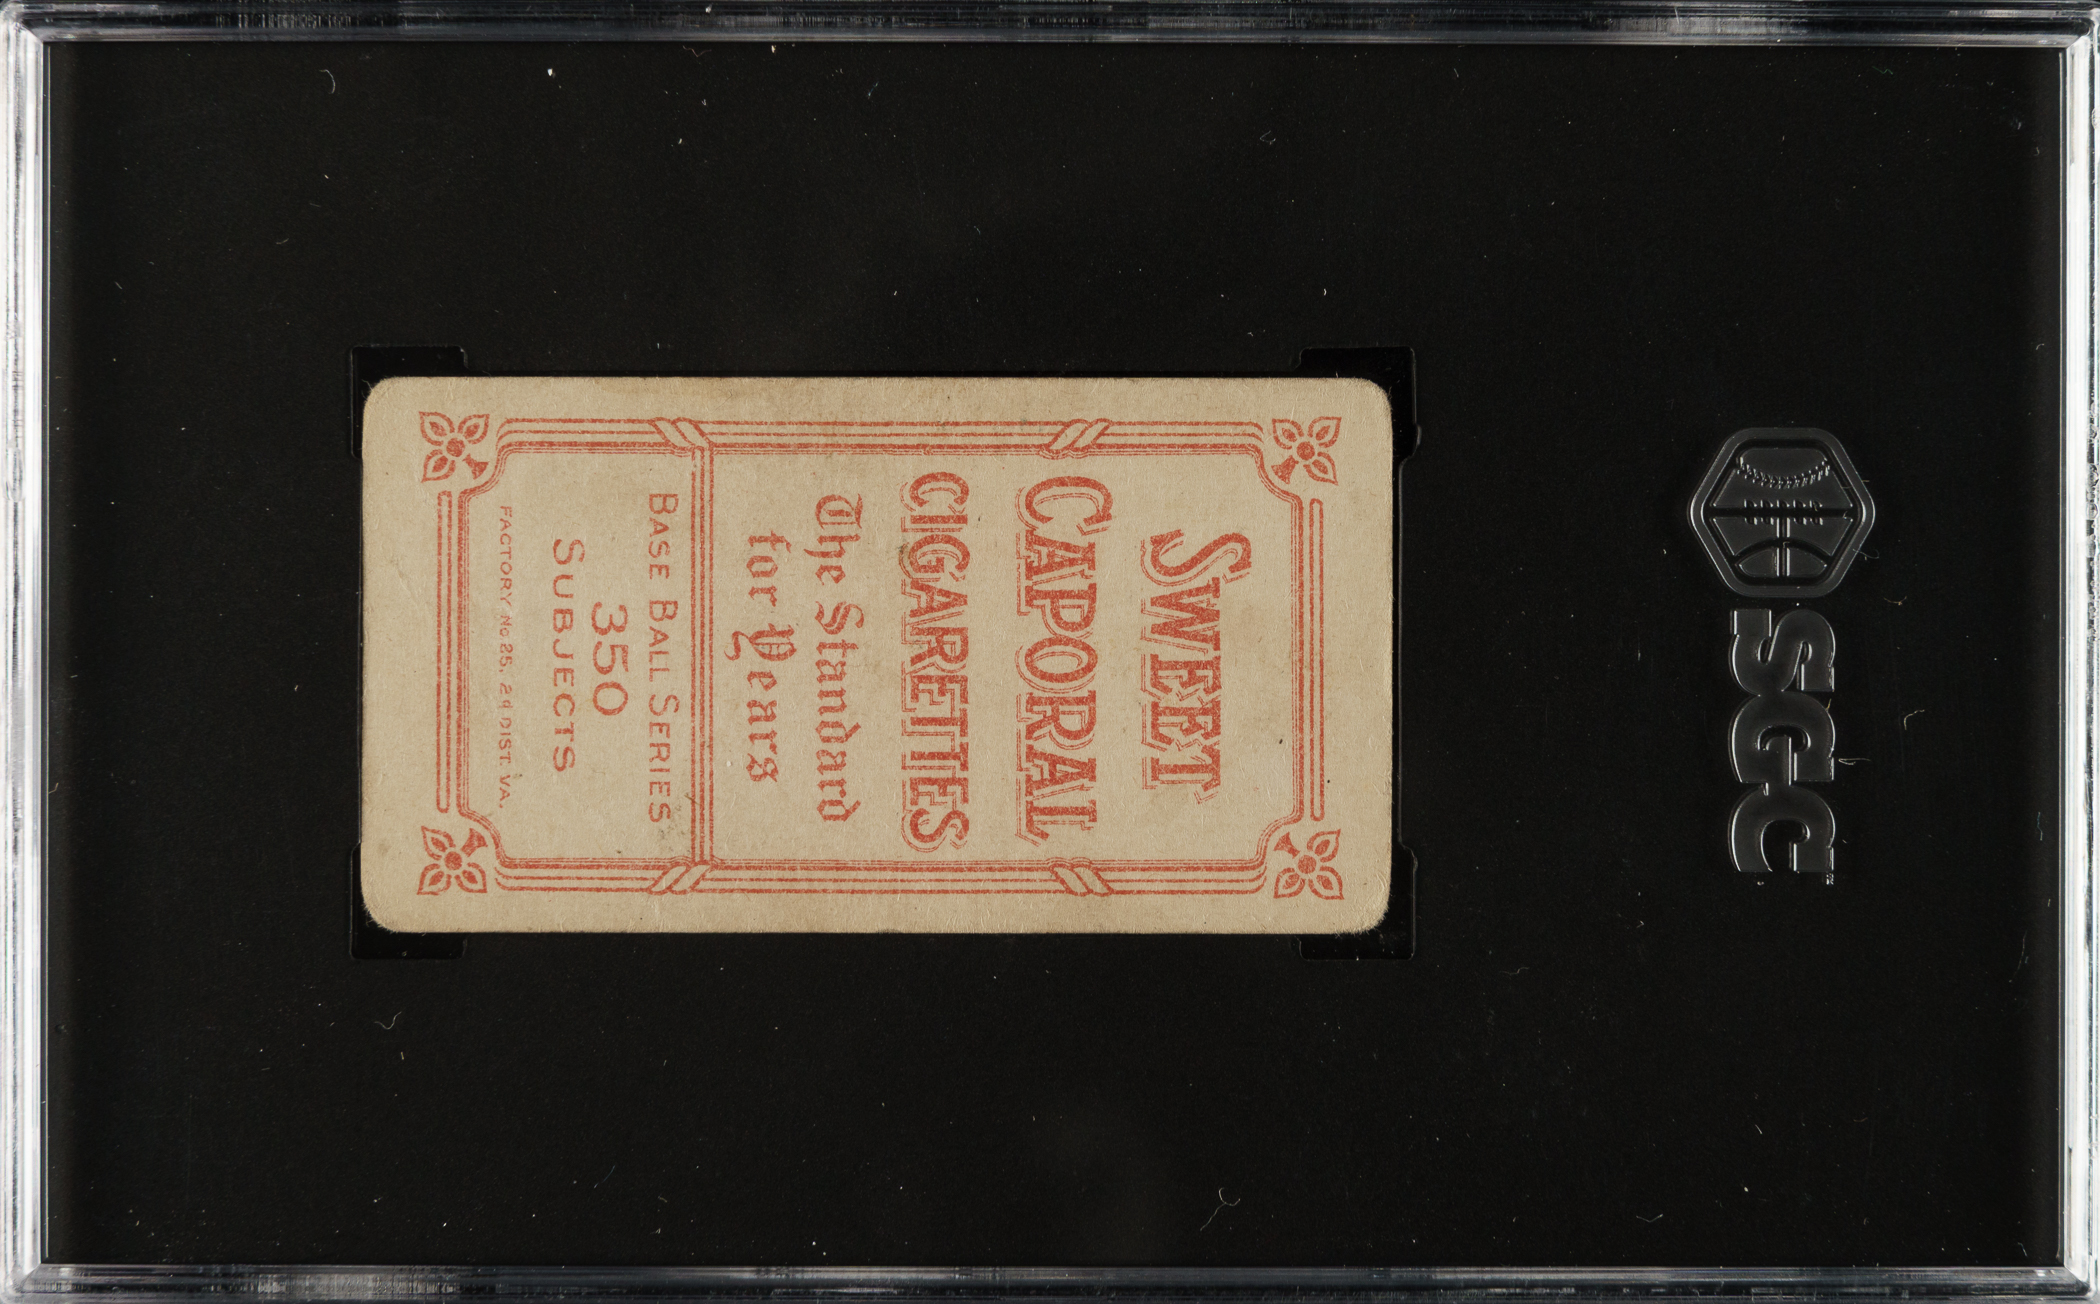 SWEET
CAPORAL
CIGARETTES
The Standard
for Years
BASE BALL SERIES
350
SUBJECTS
FACTORY No 25, 2d DIST. VA.
SGC